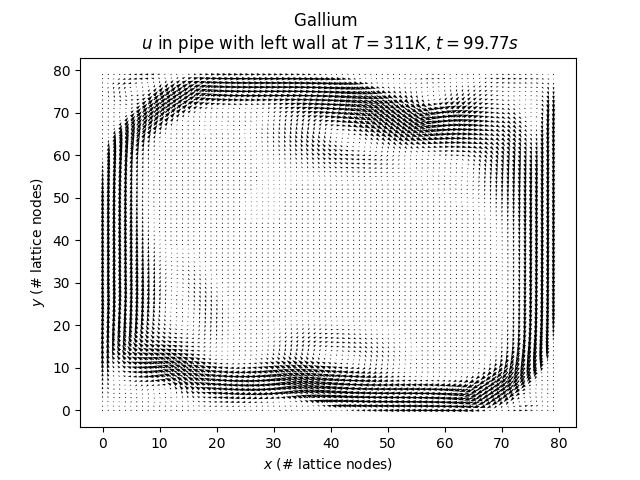 Gallium
u in pipe with left wall at T = 311K, t = 99.77s
80
70
60
50
40
30
20
10
0
y (# lattice nodes)
0 10 20 30 40 50 60 70 80
x (# lattice nodes)